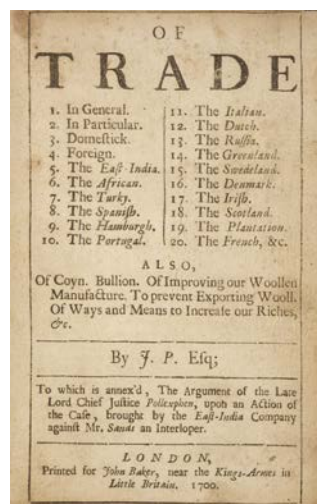 OF
TRADE
1. In General.
2. In Particular.
3. Domeſtick.
4. Foreign.
5. The Eaſt-India.
6. The African.
7. The Turky.
8. The Spaniſh.
9. The Hamburgh.
10. The Portugal.
11. The Italian.
12. The Dutch.
13. The Ruſſia.
14. The Greenland.
15. The Swedeland.
16. The Denmark.
17. The Iriſh.
18. The Scotland.
19. The Plantation.
20. The French, &c.
ALSO,
Of Coyn. Bullion. Of Improving our Woollen
Manufacture. To prevent Exporting Wooll.
Of Ways and Means to Increaſe our Riches,
&c.
By J. P. Eſq;
To which is annex'd, The Argument of the Late
Lord Chief Juſtice Pollexphen, upon an Action of
the Caſe, brought by the Eaſt-India Company
againſt Mr. Sands an Interloper.
LONDON,
Printed for John Baker, near the Kings-Armes in
Little Britain. 1700.